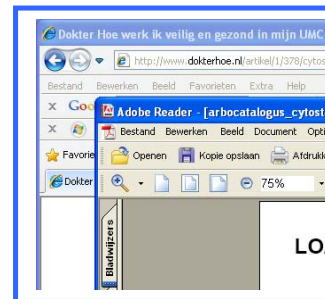 Dokter Hoe werk ik veilig en gezond in mijn UMC
http://www.dokterhoe.nl/artikel/1/378/cytos
Bestand Bewerken Beeld Favorieten Extra Help
X Goo
Adobe Reader - [arbocatalogus_cytost
X
Bestand Bewerken Beeld Document Opti
Favorie
Openen Kopie opslaan Afdrukk
Dokter
75%
Bladwijzers
LO